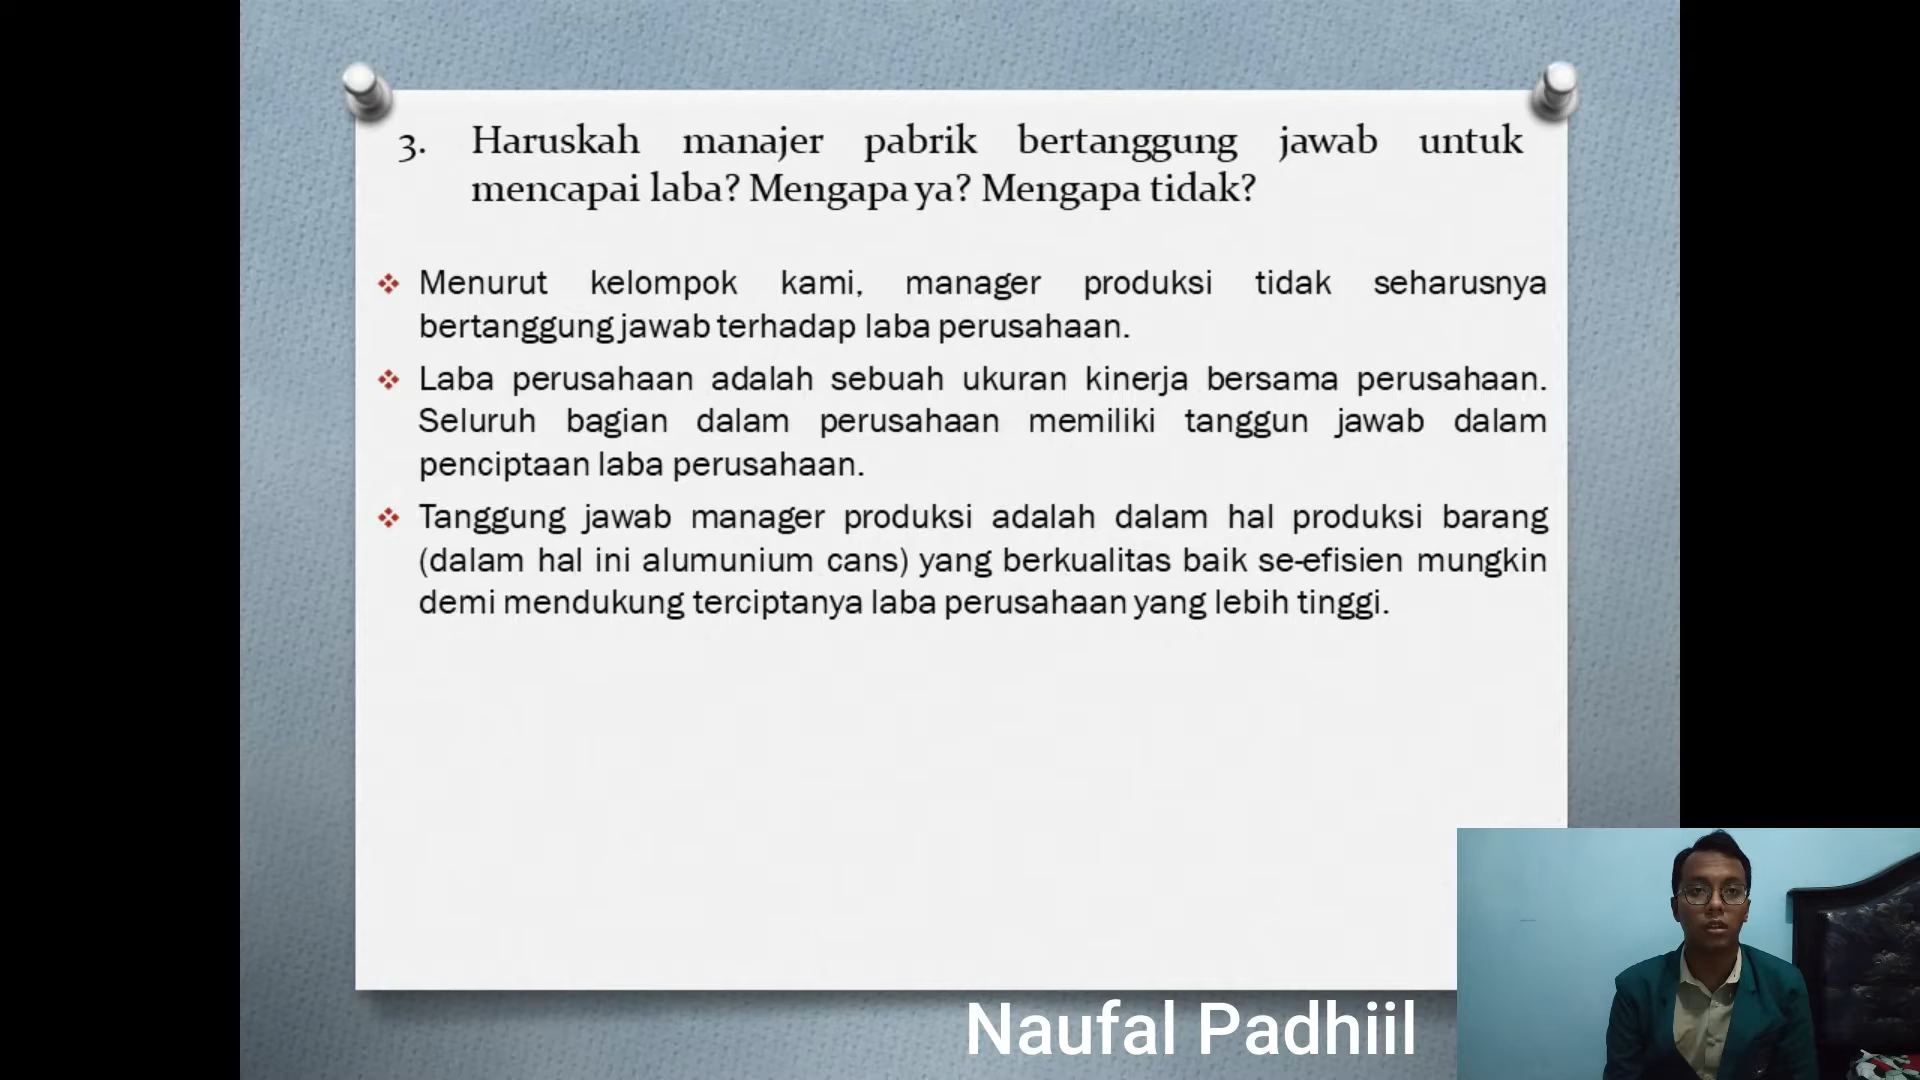 3. Haruskah manajer pabrik bertanggung jawab untuk
mencapai laba? Mengapa ya? Mengapa tidak?
Menurut kelompok kami, manager produksi tidak seharusnya
bertanggung jawab terhadap laba perusahaan.
Laba perusahaan adalah sebuah ukuran kinerja bersama perusahaan.
Seluruh bagian dalam perusahaan memiliki tanggun jawab dalam
penciptaan laba perusahaan.
Tanggung jawab manager produksi adalah dalam hal produksi barang
(dalam hal ini alumunium cans) yang berkualitas baik se-efisien mungkin
demi mendukung terciptanya laba perusahaan yang lebih tinggi.
Naufal Padhiil